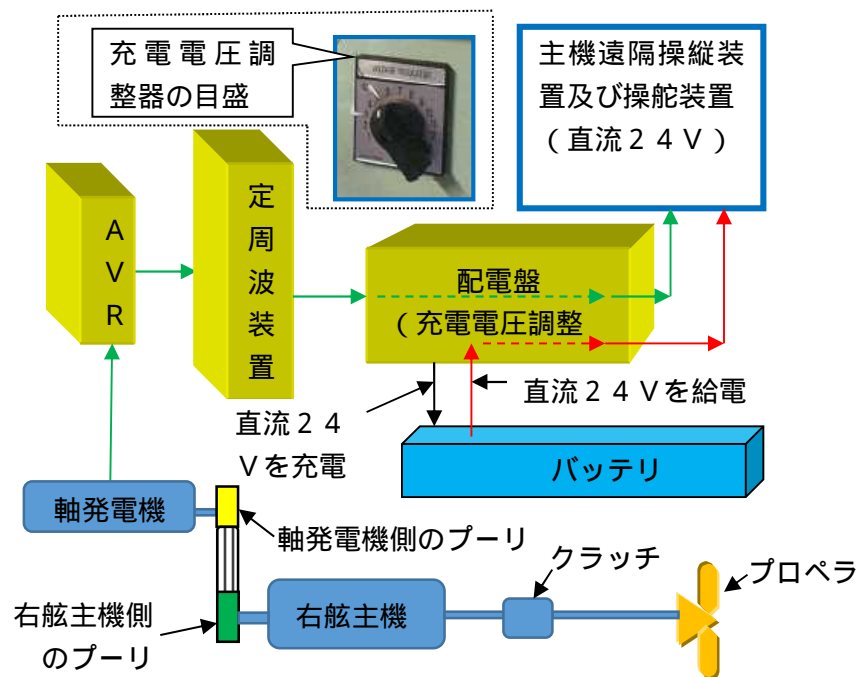 充電電圧調
整器の目盛
主機遠隔操縦装
置及び操舵装置
(直流24V)
A
V
R
定
周
波
装
置
配電盤
(充電電圧調整
直流24Vを給電
直流24
Vを充電
バッテリ
軸発電機
軸発電機側のプーリ
クラッチ
プロペラ
右舷主機側
のプーリ
右舷主機